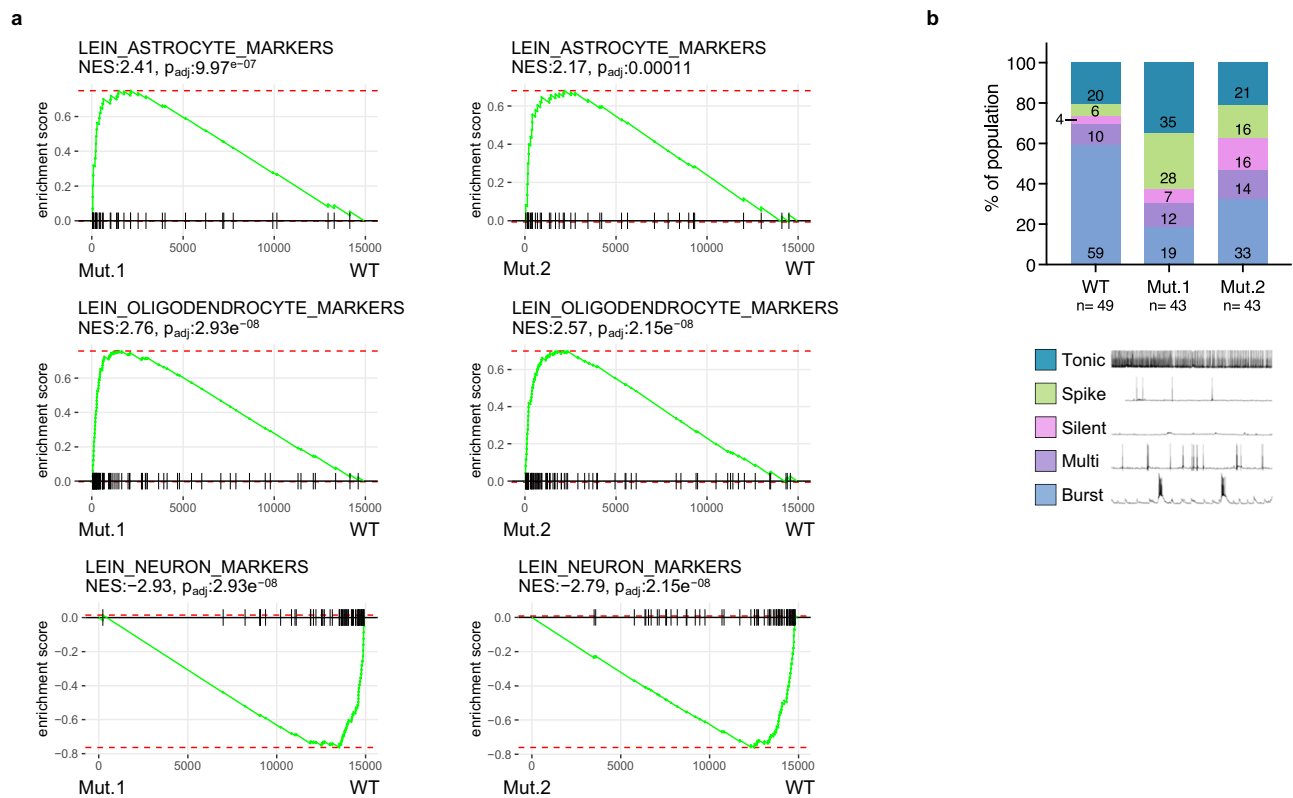 a
LEIN_ASTROCYTE_MARKERS
NES:2.41, padj:9.97e−07
enrichment score
0.6
0.4
0.2
0.0
0 5000 10000 15000
Mut.1 WT
LEIN_ASTROCYTE_MARKERS
NES:2.17, padj:0.00011
enrichment score
0.6
0.4
0.2
0.0
0 5000 10000 15000
Mut.2 WT
LEIN_OLIGODENDROCYTE_MARKERS
NES:2.76, padj:2.93e−08
enrichment score
0.6
0.4
0.2
0.0
0 5000 10000 15000
Mut.1 WT
LEIN_OLIGODENDROCYTE_MARKERS
NES:2.57, padj:2.15e−08
enrichment score
0.6
0.4
0.2
0.0
0 5000 10000 15000
Mut.2 WT
LEIN_NEURON_MARKERS
NES:−2.93, padj:2.93e−08
enrichment score
0.0
−0.2
−0.4
−0.6
−0.8
0 5000 10000 15000
Mut.1 WT
LEIN_NEURON_MARKERS
NES:−2.79, padj:2.15e−08
enrichment score
0.0
−0.2
−0.4
−0.6
−0.8
0 5000 10000 15000
Mut.2 WT
b
% of population
100
80
60
40
20
0
20
6
4
10
59
35
28
7
12
19
21
16
16
14
33
WT Mut.1 Mut.2
n= 49 n= 43 n= 43
Tonic
Spike
Silent
Multi
Burst